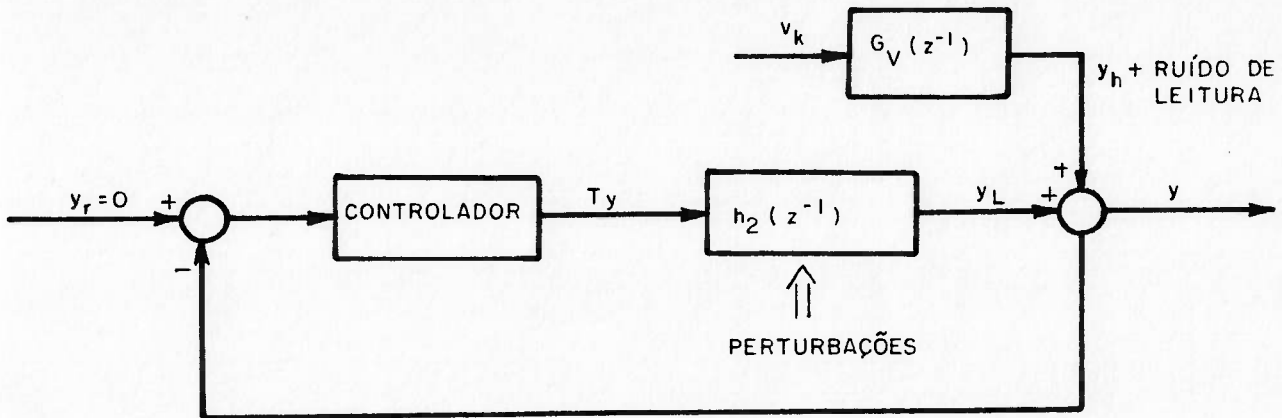 v_k
G_V(z^{-1})
y_h + RUÍDO DE
LEITURA
+
+
y_r = 0
+
-
CONTROLADOR
T_y
h_2(z^{-1})
y_L
y
PERTURBAÇÕES